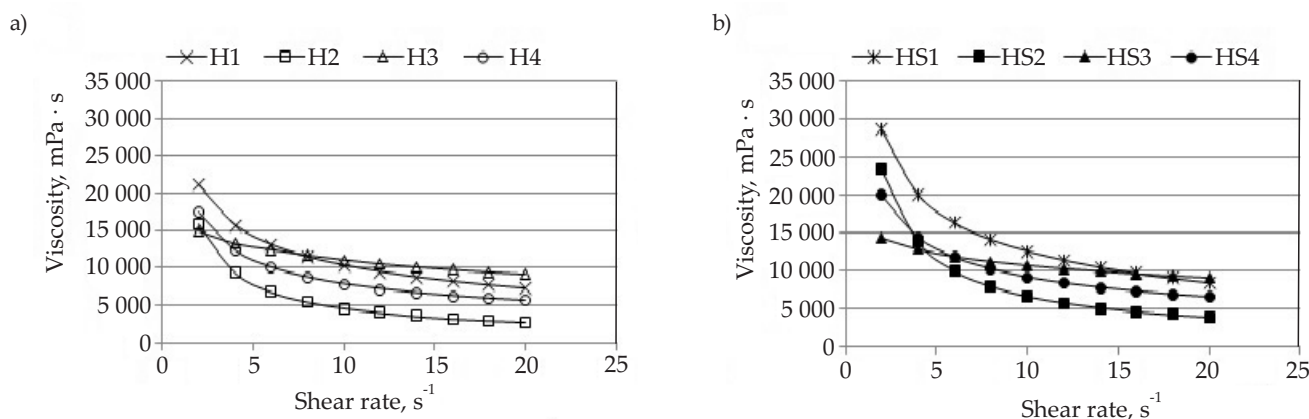 a)
H1 H2 H3 H4
35 000
30 000
25 000
20 000
15 000
10 000
5 000
0
0 5 10 15 20 25
Viscosity, mPa · s
Shear rate, s-1
b)
HS1 HS2 HS3 HS4
35 000
30 000
25 000
20 000
15 000
10 000
5 000
0
0 5 10 15 20 25
Viscosity, mPa · s
Shear rate, s-1